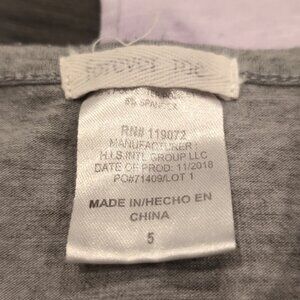 5% SPANDEX
RN# 119072
MANUFACTURER
H.I.S INTL GROUP LLC
DATE OF PROD: 11/2018
PO#71409/LOT 1
MADE IN/HECHO EN
CHINA
5